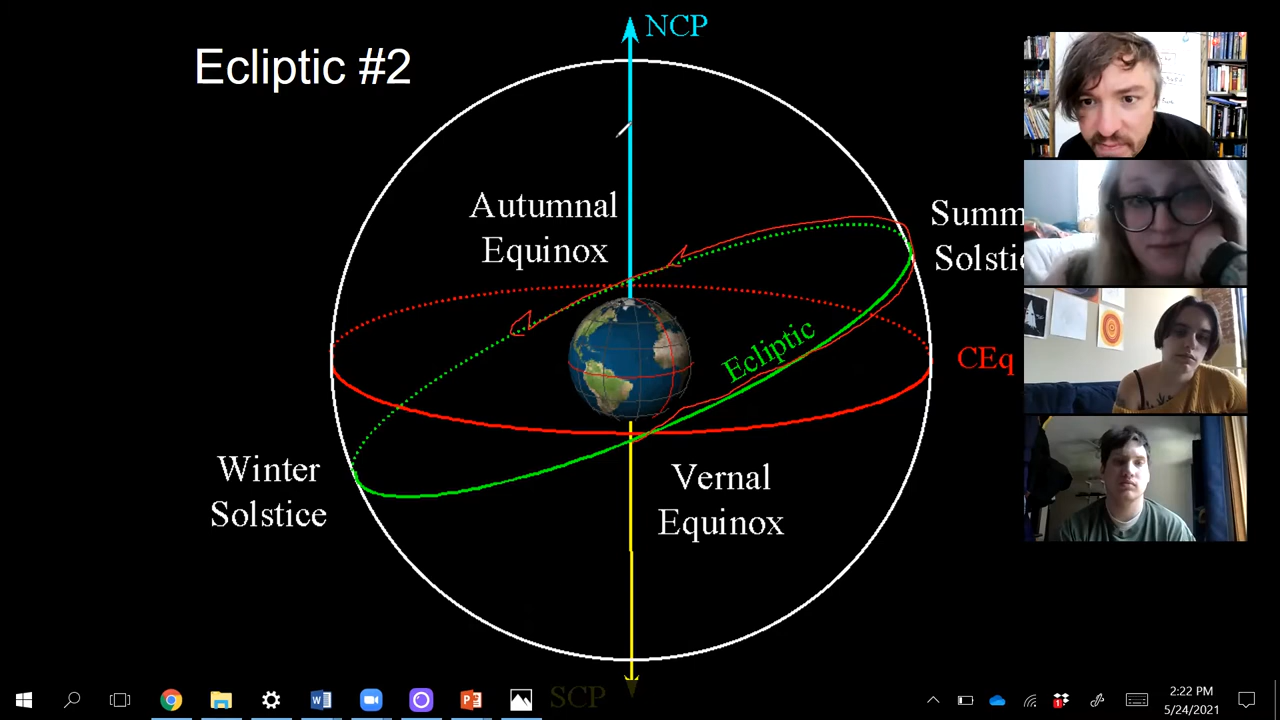 NCP
Ecliptic #2
Autumnal
Equinox
Summ
Solsti
Ecliptic
CEq
Winter
Solstice
Vernal
Equinox
SCP
2:22 PM
5/24/2021